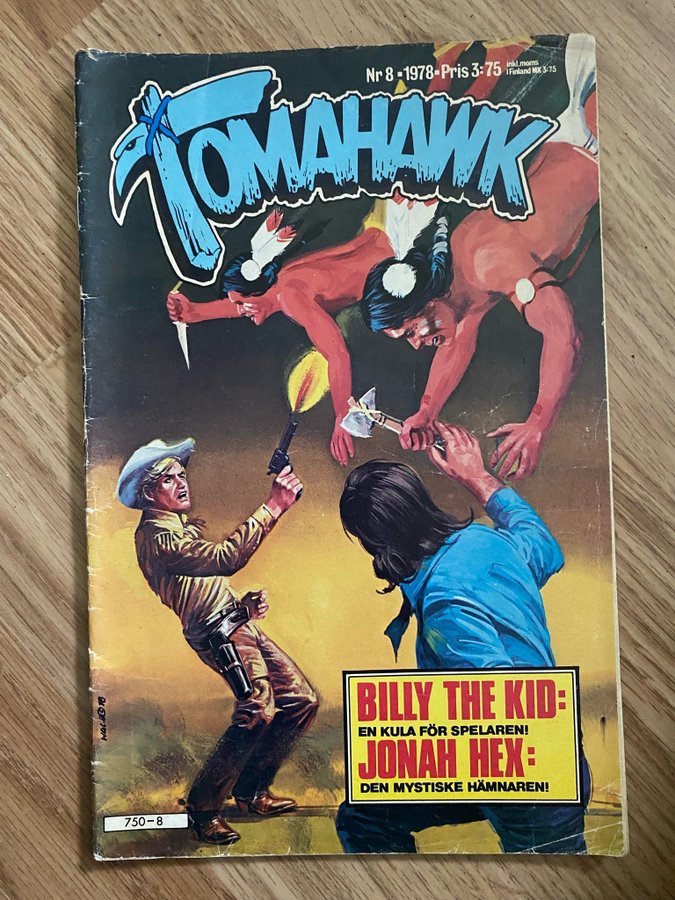 Nr 8 ▪ 1978 ▪ Pris 3:75 inkl. moms
I Finland MK 3:75
TOMAHAWK
BILLY THE KID:
EN KULA FÖR SPELAREN!
JONAH HEX:
DEN MYSTISKE HÄMNAREN!
750-8